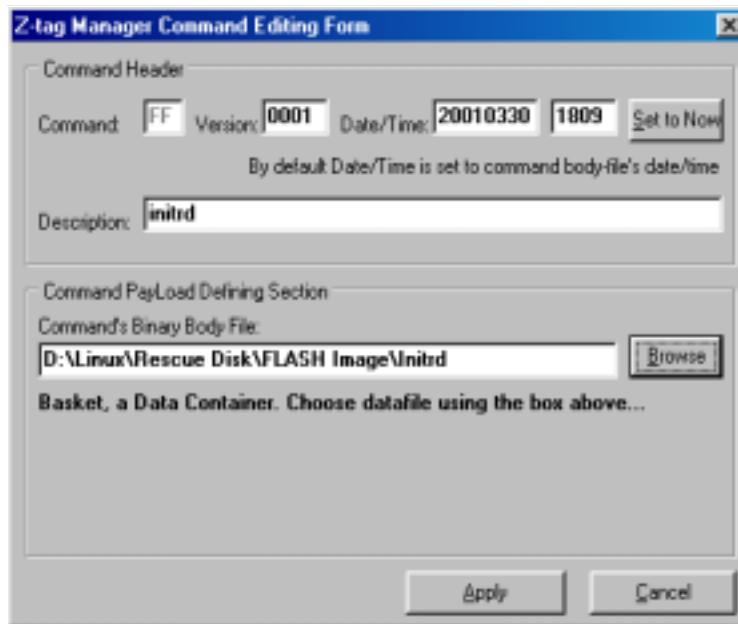 Z-tag Manager Command Editing Form
Command Header
Command: FF Version: 0001 Date/Time: 20010330 1809 Set to Now
By default Date/Time is set to command body-file's date/time
Description: initrd
Command PayLoad Defining Section
Command's Binary Body File:
D:\Linux\Rescue Disk\FLASH Image\Initrd Browse
Basket, a Data Container. Choose datafile using the box above...
Apply Cancel